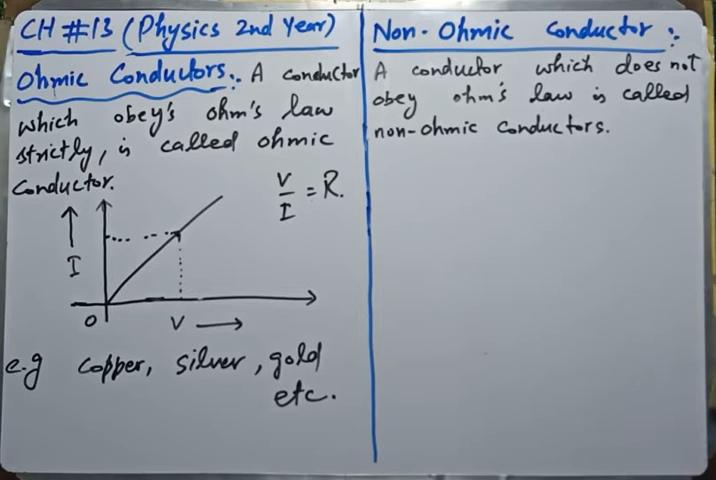 CH #13 (Physics 2nd Year)
Ohmic Conductors:. A conductor
which obey's ohm's law
strictly, is called ohmic
Conductor.
V
I
= R.
I
O
V
e.g copper, silver, gold
etc.
Non-Ohmic Conductor:
A conductor which does not
obey ohm's law is called
non-ohmic conductors.